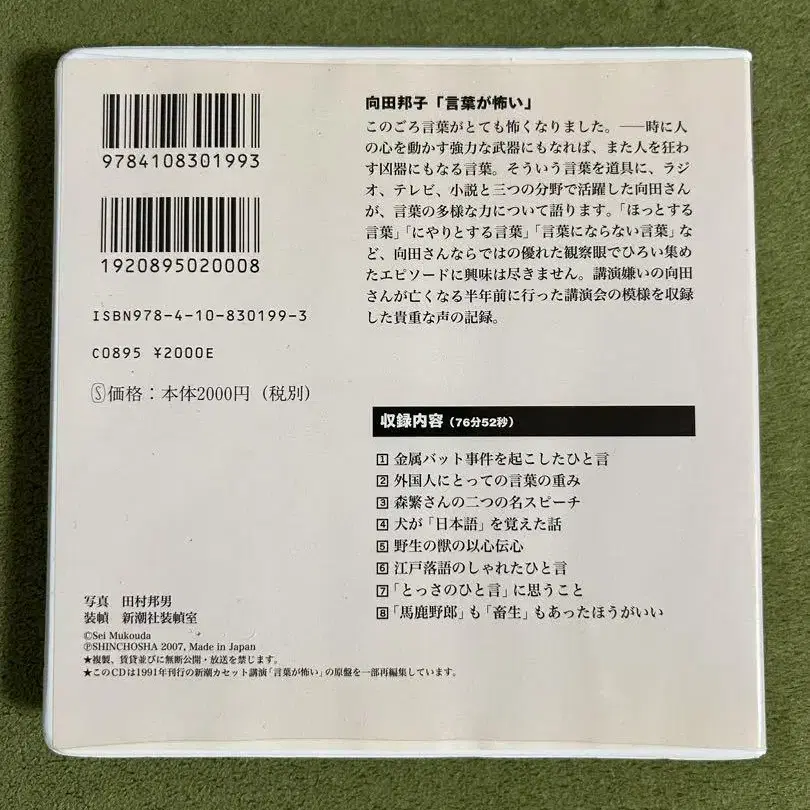 9784108301993
1920895020008
ISBN978-4-10-830199-3
C0895 ¥2000E
Ⓢ価格：本体2000円（税別）
向田邦子「言葉が怖い」
このごろ言葉がとても怖くなりました。――時に人
の心を動かす強力な武器にもなれば、また人を狂わ
す凶器にもなる言葉。そういう言葉を道具に、ラジ
オ、テレビ、小説と三つの分野で活躍した向田さん
が、言葉の多様な力について語ります。「ほっとする
言葉」「にやりとする言葉」「言葉にならない言葉」な
ど、向田さんならではの優れた観察眼でひろい集め
たエピソードに興味は尽きません。講演嫌いの向田
さんが亡くなる半年前に行った講演会の模様を収録
した貴重な声の記録。
収録内容（76分52秒）
1 金属バット事件を起こしたひと言
2 外国人にとっての言葉の重み
3 森繁さんの二つの名スピーチ
4 犬が「日本語」を覚えた話
5 野生の獣の以心伝心
6 江戸落語のしゃれたひと言
7 「とっさのひと言」に思うこと
8 「馬鹿野郎」も「畜生」もあったほうがいい
写真　田村邦男
装幀　新潮社装幀室
©Sei Mukouda
℗SHINCHOSHA 2007, Made in Japan
★複製、賃貸並びに無断公開・放送を禁じます。
★このCDは1991年刊行の新潮カセット講演「言葉が怖い」の原盤を一部再編集しています。